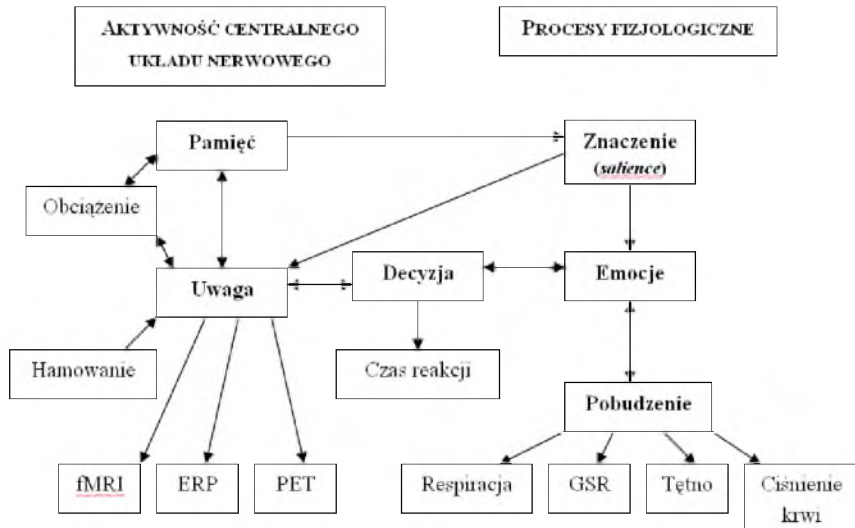 AKTYWNOŚĆ CENTRALNEGO
UKŁADU NERWOWEGO
PROCESY FIZJOLOGICZNE
Pamięć
Znaczenie
(salience)
Obciążenie
Uwaga
Decyzja
Emocje
Hamowanie
Czas reakcji
Pobudzenie
fMRI
ERP
PET
Respiracja
GSR
Tętno
Ciśnienie
krwi